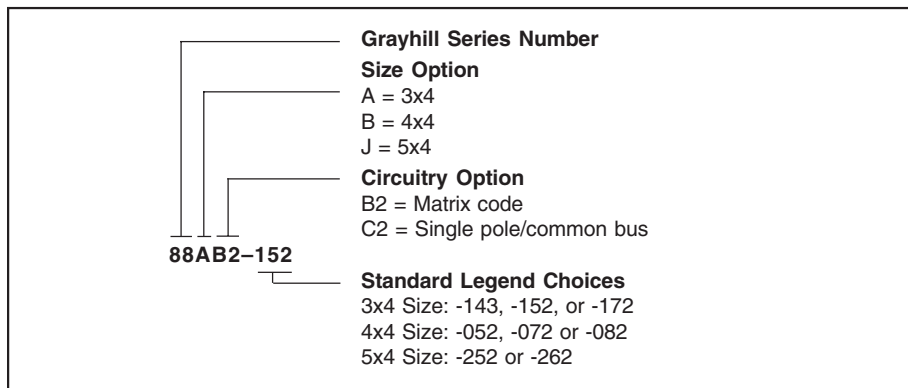 Grayhill Series Number
Size Option
A = 3x4
B = 4x4
J = 5x4
Circuitry Option
B2 = Matrix code
C2 = Single pole/common bus
88AB2–152
Standard Legend Choices
3x4 Size: -143, -152, or -172
4x4 Size: -052, -072 or -082
5x4 Size: -252 or -262